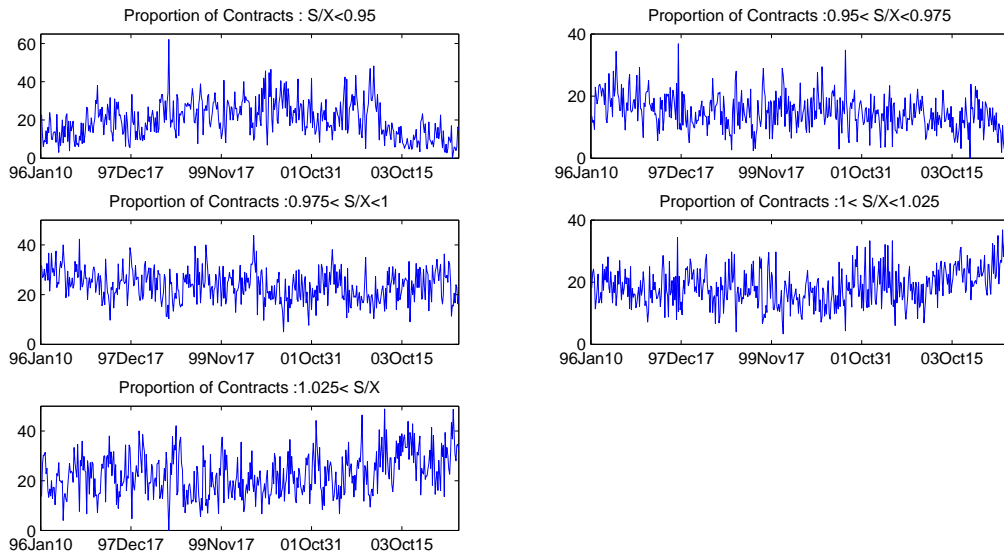 Proportion of Contracts : S/X<0.95
60
40
20
0
96Jan10 97Dec17 99Nov17 01Oct31 03Oct15
Proportion of Contracts :0.95< S/X<0.975
40
20
0
96Jan10 97Dec17 99Nov17 01Oct31 03Oct15
Proportion of Contracts :0.975< S/X<1
40
20
0
96Jan10 97Dec17 99Nov17 01Oct31 03Oct15
Proportion of Contracts :1< S/X<1.025
40
20
0
96Jan10 97Dec17 99Nov17 01Oct31 03Oct15
Proportion of Contracts :1.025< S/X
40
20
0
96Jan10 97Dec17 99Nov17 01Oct31 03Oct15